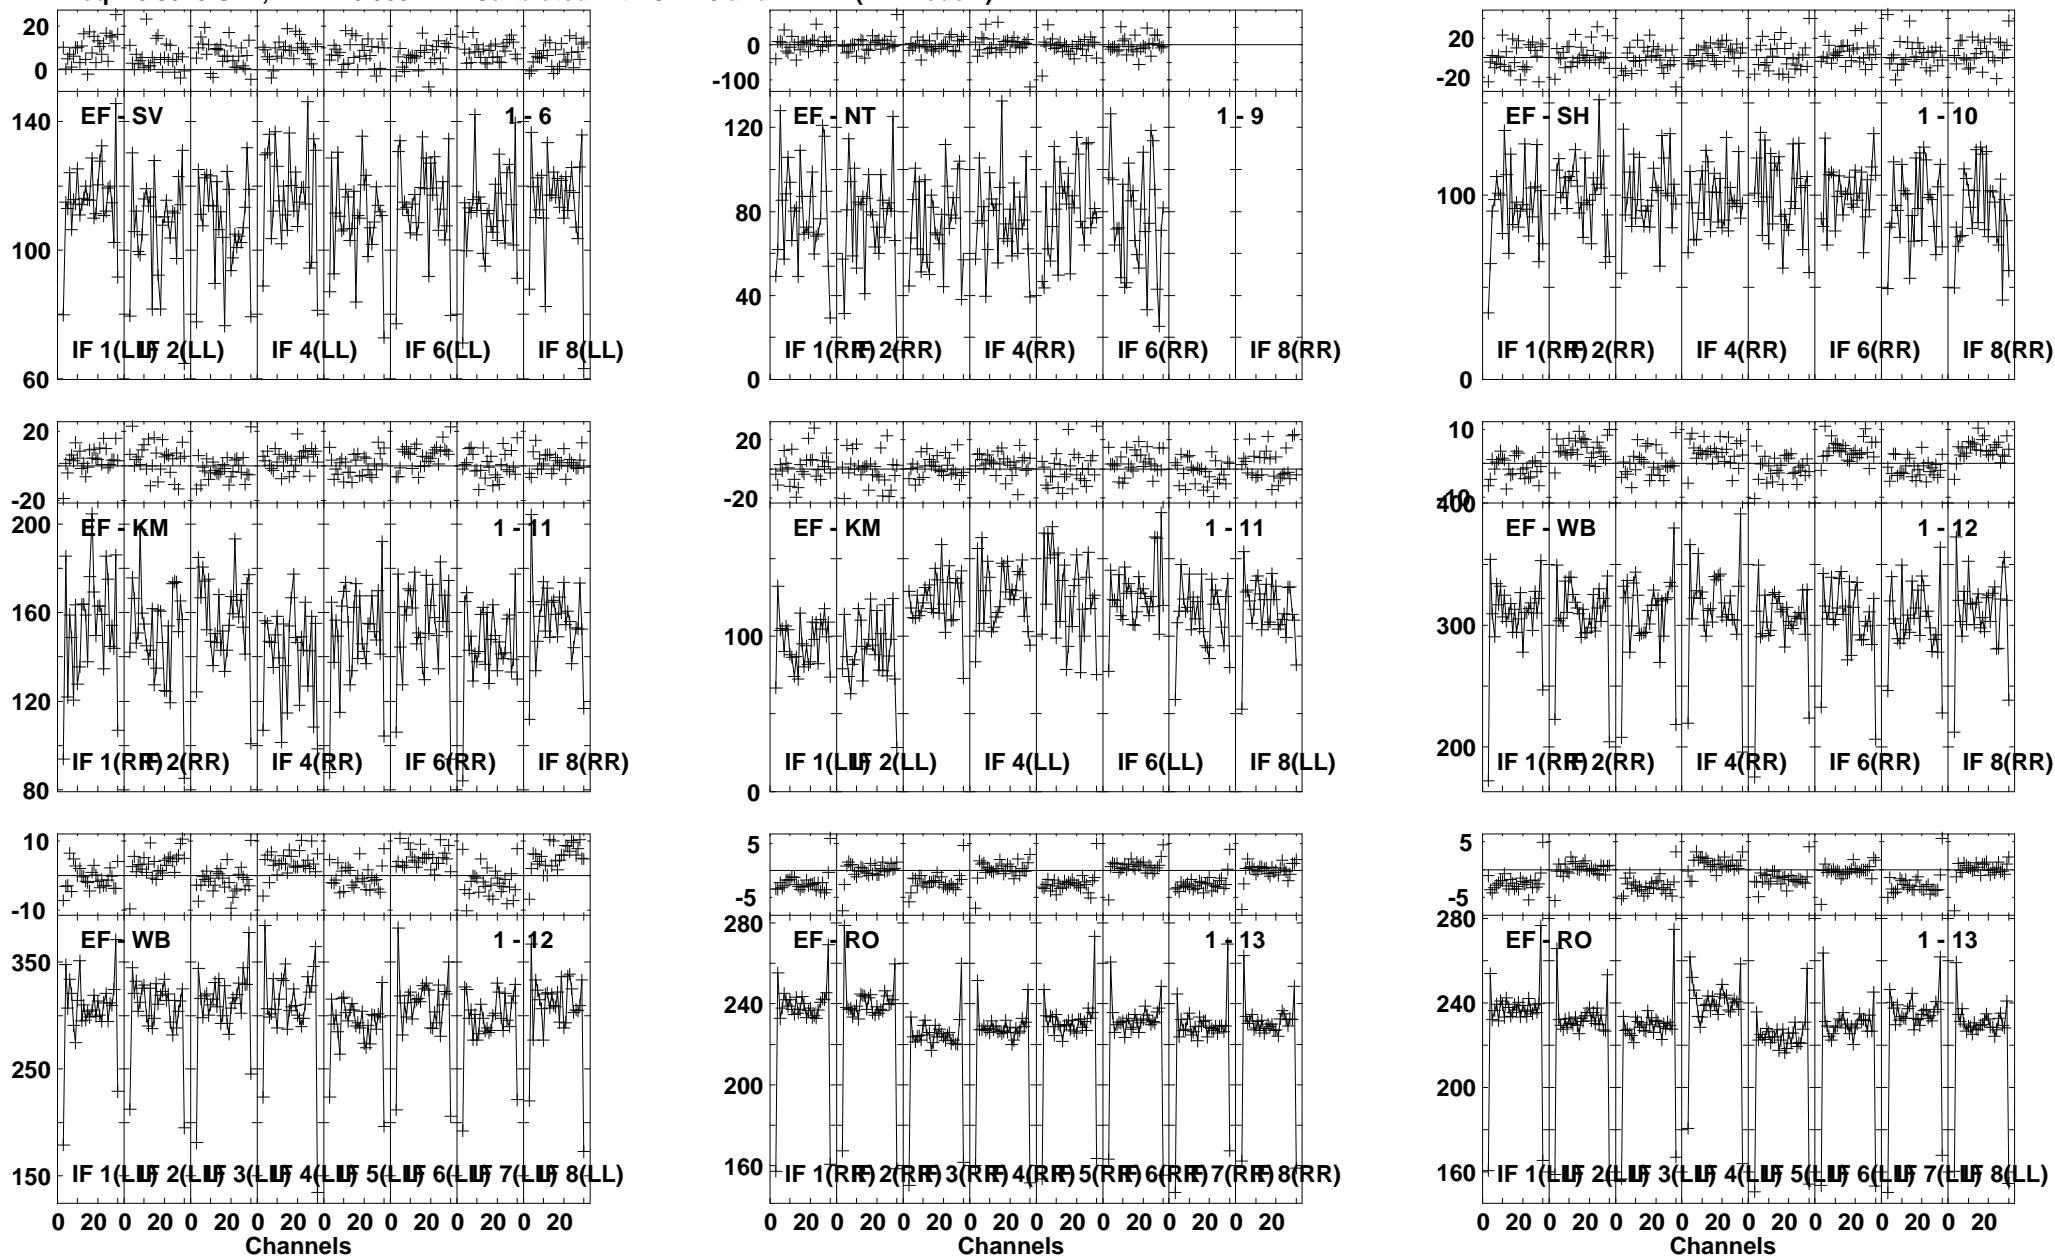 20
0
140
100
60
EF - SV
1 - 6
IF 1(LL)
IF 2(LL)
IF 4(LL)
IF 6(LL)
IF 8(LL)
0
-100
120
80
40
0
EF - NT
1 - 9
IF 1(RR)
IF 2(RR)
IF 4(RR)
IF 6(RR)
IF 8(RR)
20
-20
100
0
EF - SH
1 - 10
IF 1(RR)
IF 2(RR)
IF 4(RR)
IF 6(RR)
IF 8(RR)
20
-20
200
160
120
80
EF - KM
1 - 11
IF 1(RR)
IF 2(RR)
IF 4(RR)
IF 6(RR)
IF 8(RR)
20
-20
100
0
EF - KM
1 - 11
IF 1(LL)
IF 2(LL)
IF 4(LL)
IF 6(LL)
IF 8(LL)
10
-10
400
300
200
EF - WB
1 - 12
IF 1(RR)
IF 2(RR)
IF 4(RR)
IF 6(RR)
IF 8(RR)
10
-10
350
250
150
EF - WB
1 - 12
IF 1(LL)
IF 2(LL)
IF 3(LL)
IF 4(LL)
IF 5(LL)
IF 6(LL)
IF 7(LL)
IF 8(LL)
0 20 0 20 0 20 0 20 0 20 0 20 0 20 0 20
Channels
5
-5
280
240
200
160
EF - RO
1 - 13
IF 1(RR)
IF 2(RR)
IF 3(RR)
IF 4(RR)
IF 5(RR)
IF 6(RR)
IF 7(RR)
IF 8(RR)
0 20 0 20 0 20 0 20 0 20 0 20 0 20 0 20
Channels
5
-5
280
240
200
160
EF - RO
1 - 13
IF 1(LL)
IF 2(LL)
IF 3(LL)
IF 4(LL)
IF 5(LL)
IF 6(LL)
IF 7(LL)
IF 8(LL)
0 20 0 20 0 20 0 20 0 20 0 20 0 20 0 20
Channels